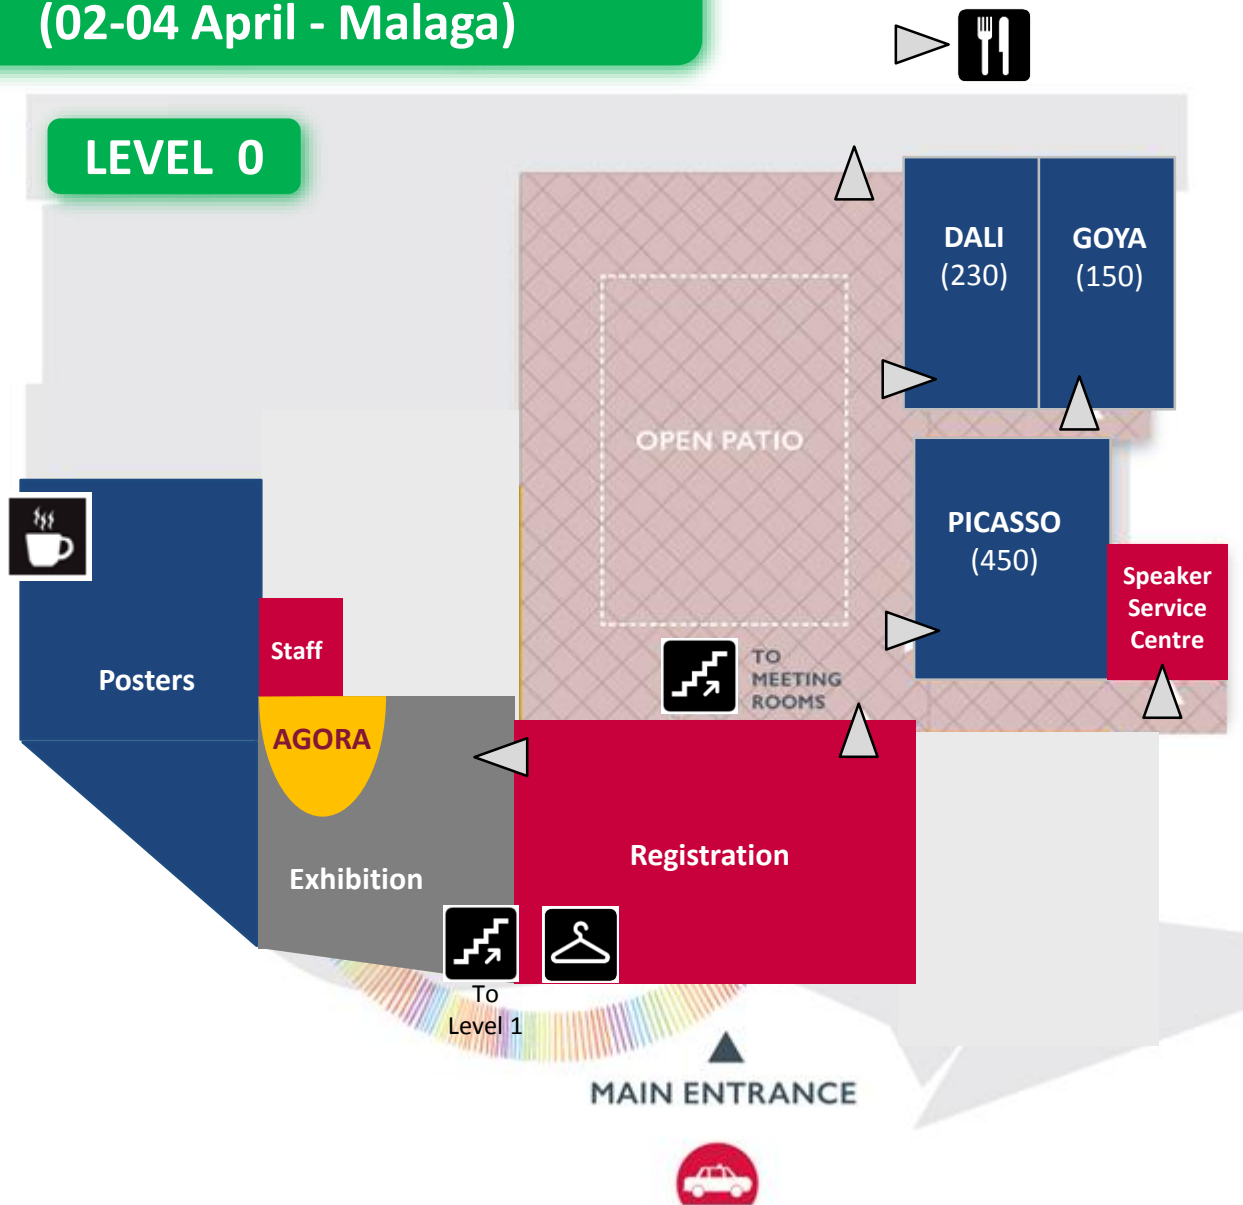 (02-04 April - Malaga)
LEVEL 0
DALI
(230)
GOYA
(150)
OPEN PATIO
PICASSO
(450)
Speaker
Service
Centre
Staff
TO
MEETING
ROOMS
Posters
AGORA
Registration
Exhibition
To
Level 1
MAIN ENTRANCE